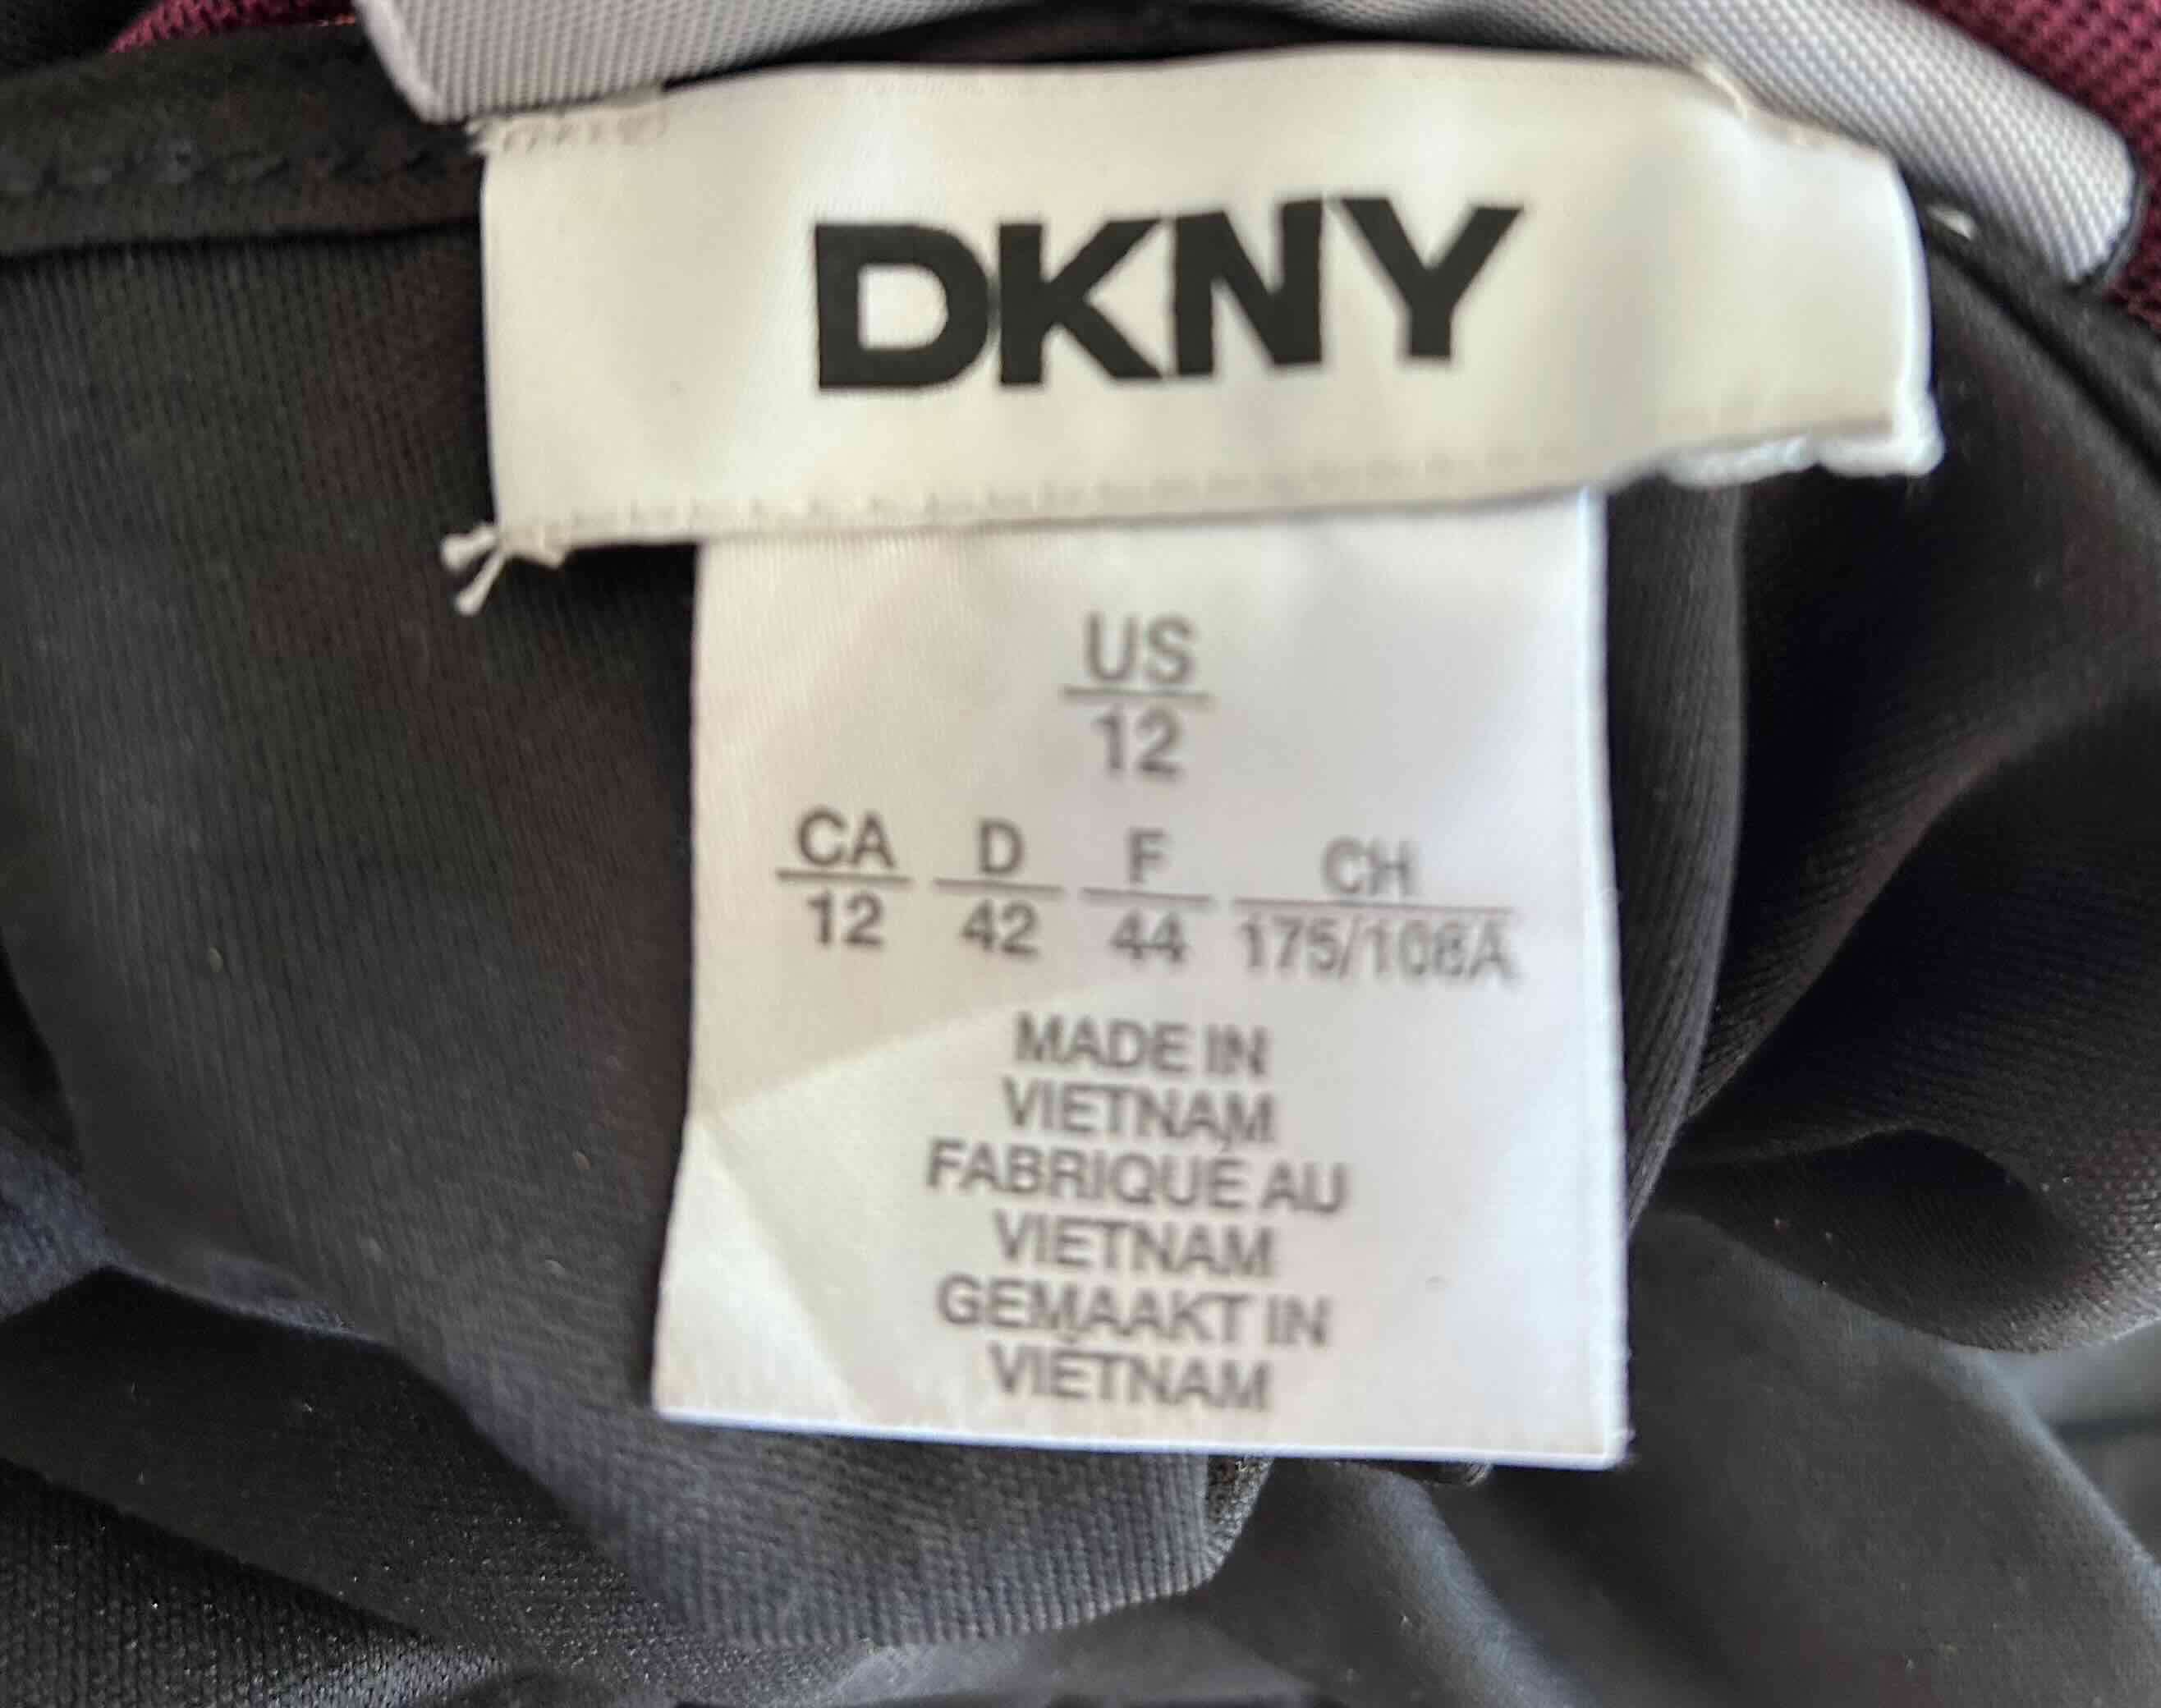 DKNY
US
12
CA D F CH
12 42 44 175/108A
MADE IN
VIETNAM
FABRIQUÉ AU
VIETNAM
GEMAAKT IN
VIETNAM